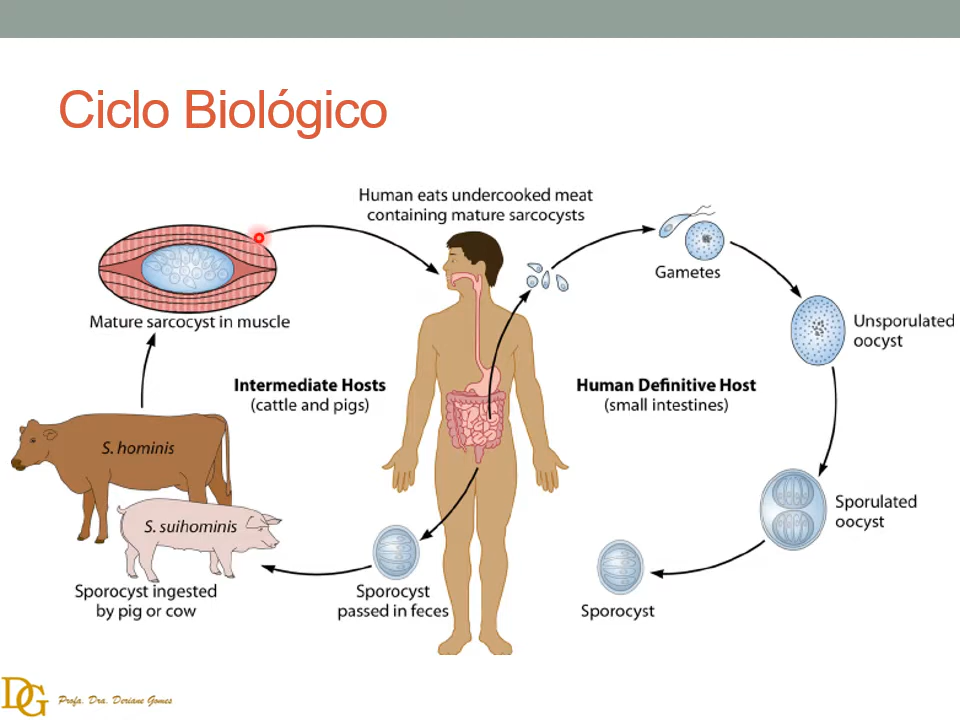 Ciclo Biológico
Human eats undercooked meat
containing mature sarcocysts
Gametes
Mature sarcocyst in muscle
Unsporulated
oocyst
Intermediate Hosts
(cattle and pigs)
Human Definitive Host
(small intestines)
S. hominis
S. suihominis
Sporulated
oocyst
Sporocyst ingested
by pig or cow
Sporocyst
passed in feces
Sporocyst
DG
Profa. Dra. Deriane Gomes